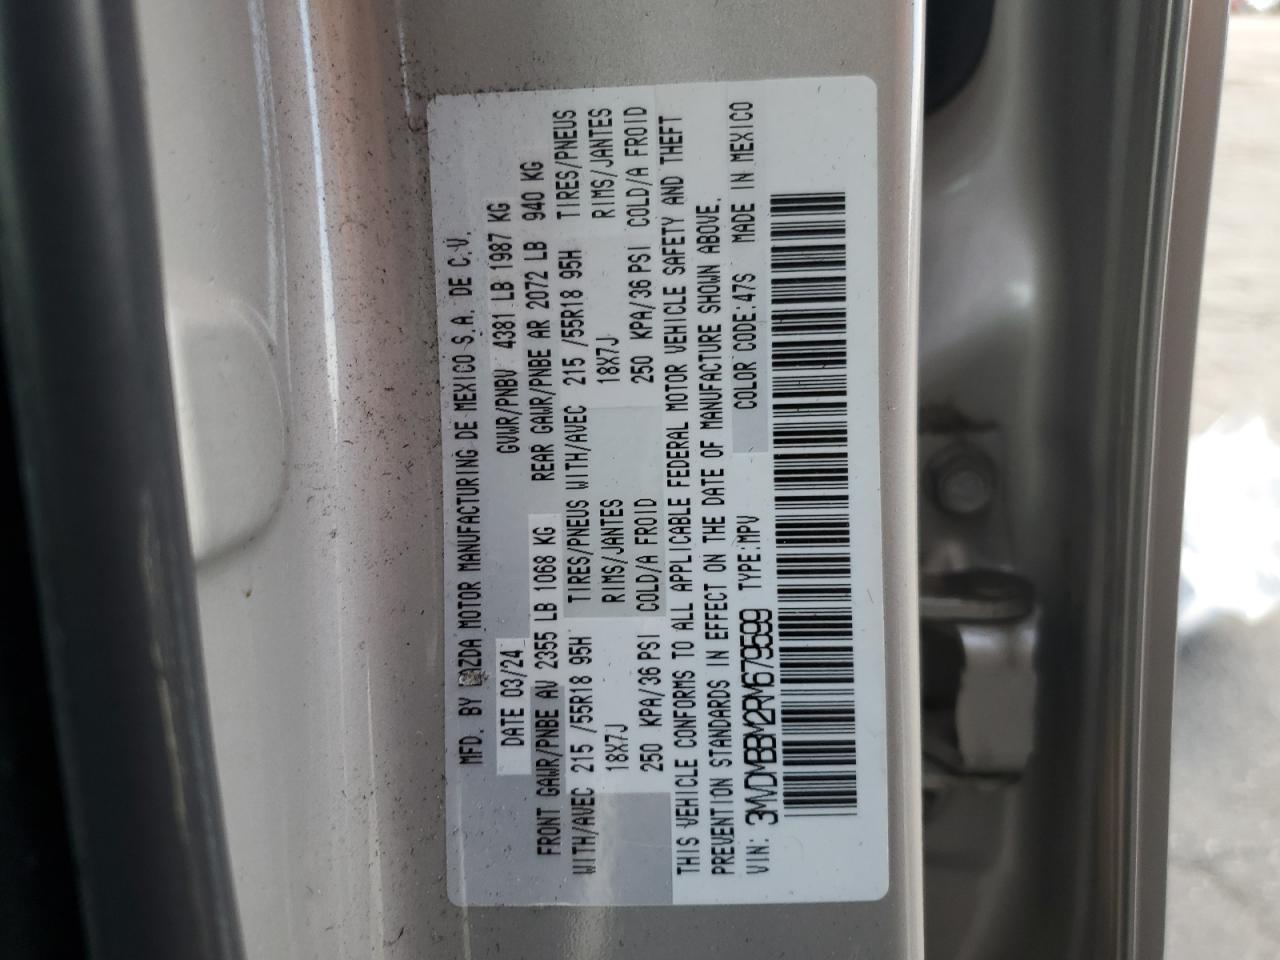 MFD. BY MAZDA MOTOR MANUFACTURING DE MEXICO S.A. DE C.V.
DATE 03/24 GVWR/PNBV 4381 LB 1987 KG
FRONT GAWR/PNBE AV 2355 LB 1068 KG REAR GAWR/PNBE AR 2072 LB 940 KG
WITH/AVEC 215 /55R18 95H TIRES/PNEUS WITH/AVEC 215 /55R18 95H TIRES/PNEUS
18X7J RIMS/JANTES 18X7J RIMS/JANTES
250 KPA/36 PSI COLD/A FROID 250 KPA/36 PSI COLD/A FROID
THIS VEHICLE CONFORMS TO ALL APPLICABLE FEDERAL MOTOR VEHICLE SAFETY AND THEFT
PREVENTION STANDARDS IN EFFECT ON THE DATE OF MANUFACTURE SHOWN ABOVE.
VIN: 3MVDMBBM2RM679599 TYPE:MPV COLOR CODE:47S MADE IN MEXICO